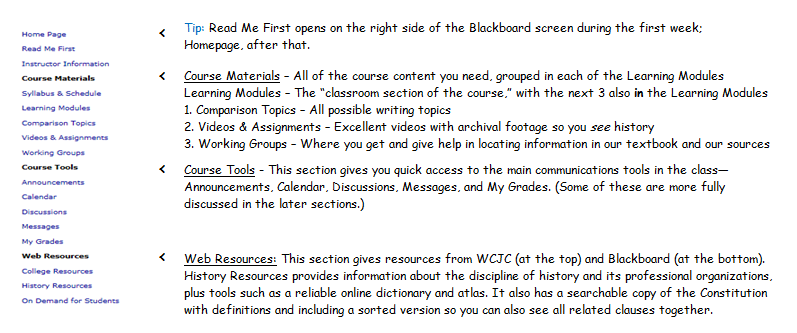 Home Page
Read Me First
Instructor Information
Course Materials
Syllabus & Schedule
Learning Modules
Comparison Topics
Videos & Assignments
Working Groups
Course Tools
Announcements
Calendar
Discussions
Messages
My Grades
Web Resources
College Resources
History Resources
On Demand for Students
< Tip: Read Me First opens on the right side of the Blackboard screen during the first week;
Homepage, after that.
< Course Materials – All of the course content you need, grouped in each of the Learning Modules
Learning Modules – The “classroom section of the course,” with the next 3 also in the Learning Modules
1. Comparison Topics – All possible writing topics
2. Videos & Assignments – Excellent videos with archival footage so you see history
3. Working Groups – Where you get and give help in locating information in our textbook and our sources
< Course Tools – This section gives you quick access to the main communications tools in the class—
Announcements, Calendar, Discussions, Messages, and My Grades. (Some of these are more fully
discussed in the later sections.)
< Web Resources: This section gives resources from WCJC (at the top) and Blackboard (at the bottom).
History Resources provides information about the discipline of history and its professional organizations,
plus tools such as a reliable online dictionary and atlas. It also has a searchable copy of the Constitution
with definitions and including a sorted version so you can also see all related clauses together.